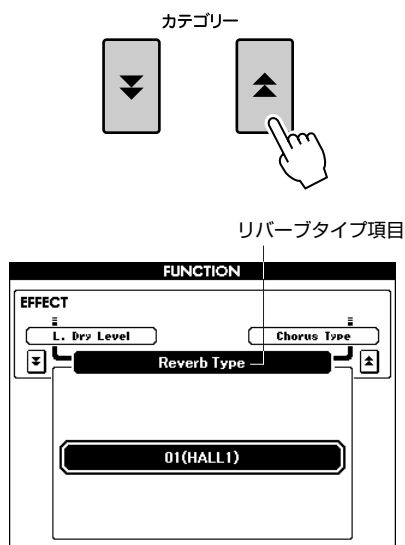 カテゴリー
リバーブタイプ項目
FUNCTION
EFFECT
L. Dry Level
Chorus Type
Reverb Type
01(HALL1)